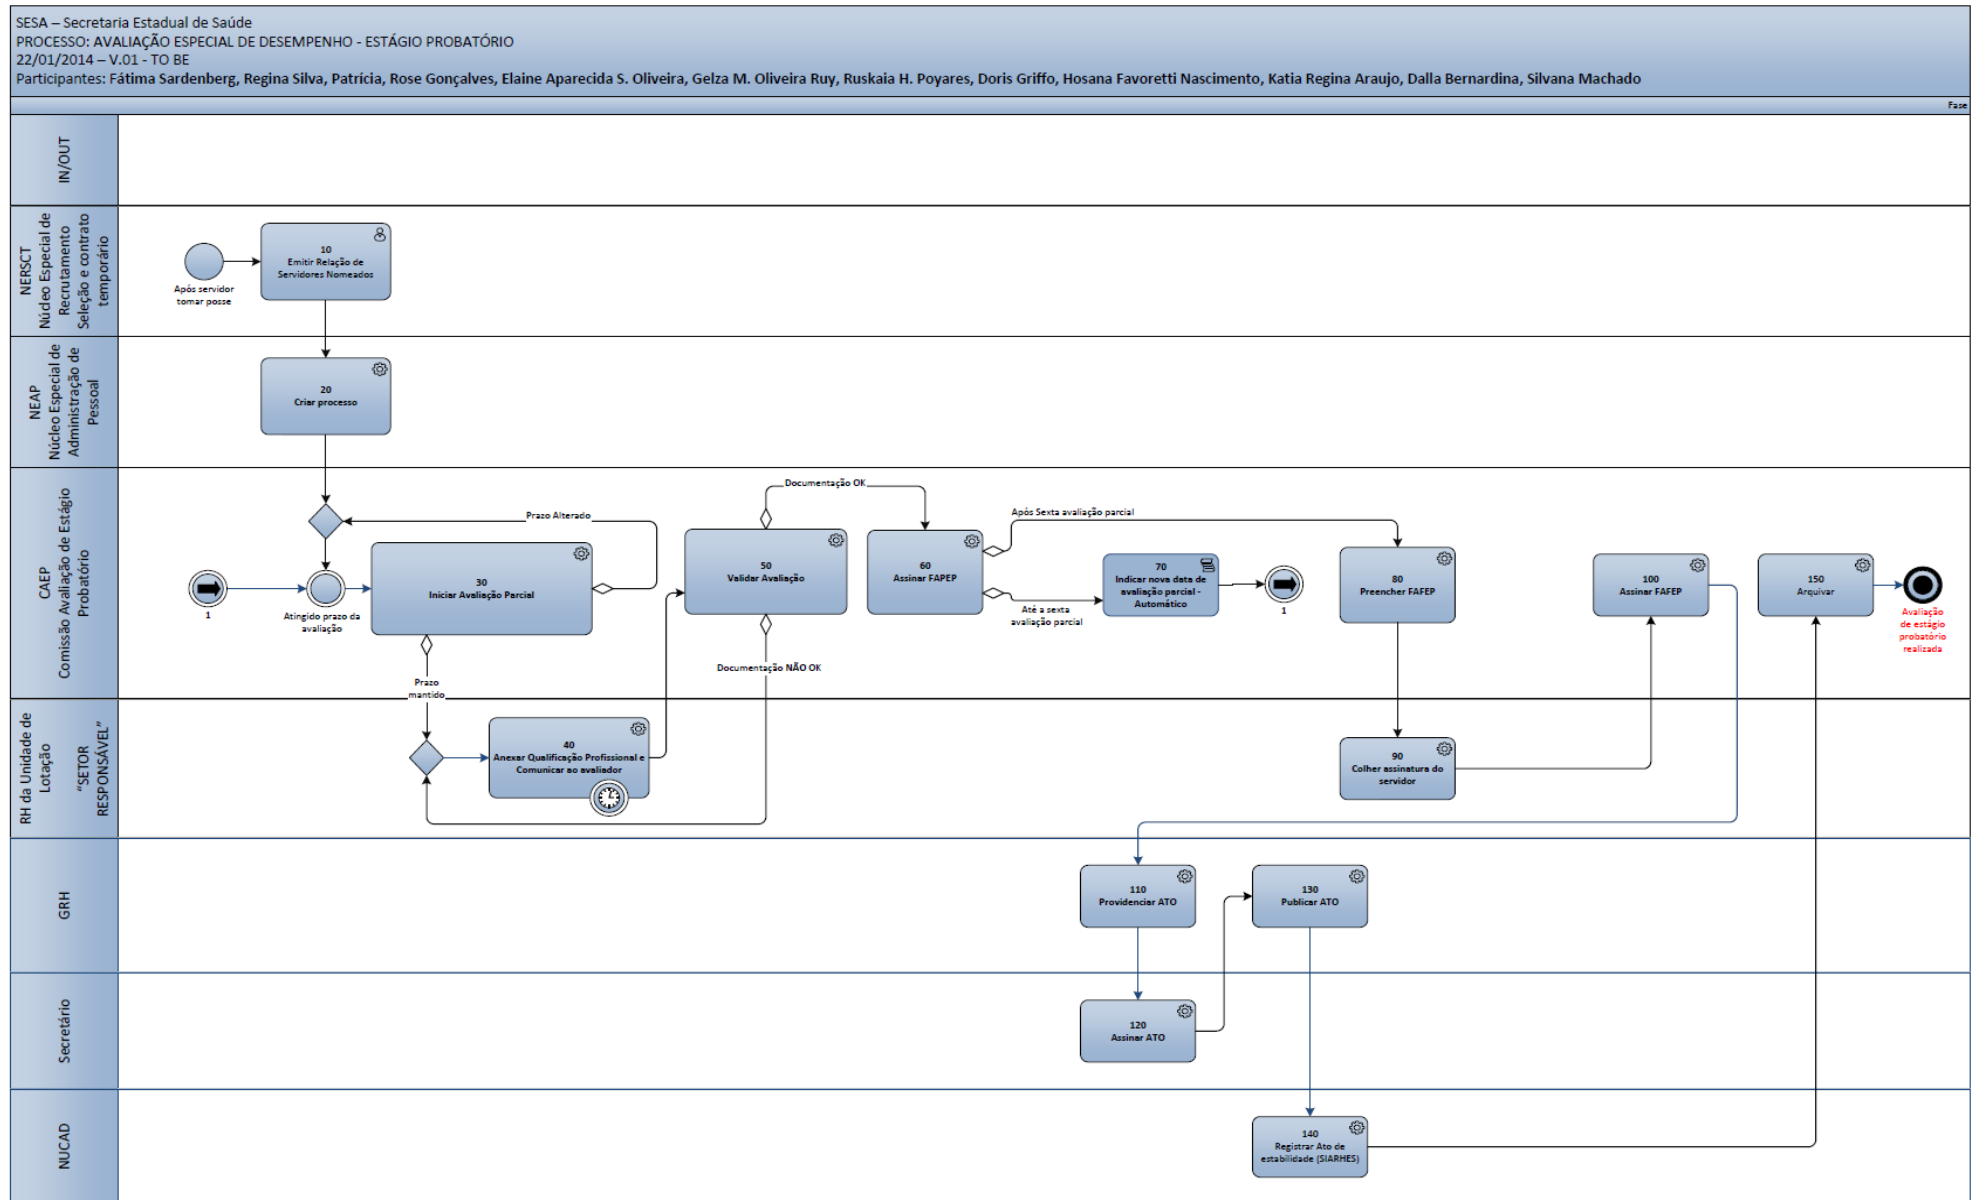 SESA – Secretaria Estadual de Saúde
PROCESSO: AVALIAÇÃO ESPECIAL DE DESEMPENHO - ESTÁGIO PROBATÓRIO
22/01/2014 – V.01 - TO BE
Participantes: Fátima Sardenberg, Regina Silva, Patrícia, Rose Gonçalves, Elaine Aparecida S. Oliveira, Gelza M. Oliveira Ruy, Ruskaia H. Poyares, Doris Griffo, Hosana Favoretti Nascimento, Katia Regina Araujo, Dalla Bernardina, Silvana Machado
Fase
IN/OUT
NERSCT
Núdeo Especial de
Recrutamento
Seleção e contrato
temporário
Após servidor
tomar posse
10
Emitir Relação de
Servidores Nomeados
NEAP
Núcleo Especial de
Administração de
Pessoal
20
Criar processo
CAEP
Comissão Avaliação de Estágio
Probatório
1
Atingido prazo da
avaliação
Prazo Alterado
30
Iniciar Avaliação Parcial
Prazo
mantido
Documentação OK
50
Validar Avaliação
Documentação NÃO OK
60
Assinar FAPEP
Após Sexta avaliação parcial
Até a sexta
avaliação parcial
70
Indicar nova data de
avaliação parcial -
Automático
1
80
Preencher FAFEP
100
Assinar FAFEP
150
Arquivar
Avaliação
de estágio
probatório
realizada
RH da Unidade de
Lotação
"SETOR
RESPONSÁVEL"
40
Anexar Qualificação Profissional e
Comunicar ao avaliador
90
Colher assinatura do
servidor
GRH
110
Providenciar ATO
130
Publicar ATO
Secretário
120
Assinar ATO
NUCAD
140
Registrar Ato de
estabilidade (SIARHES)